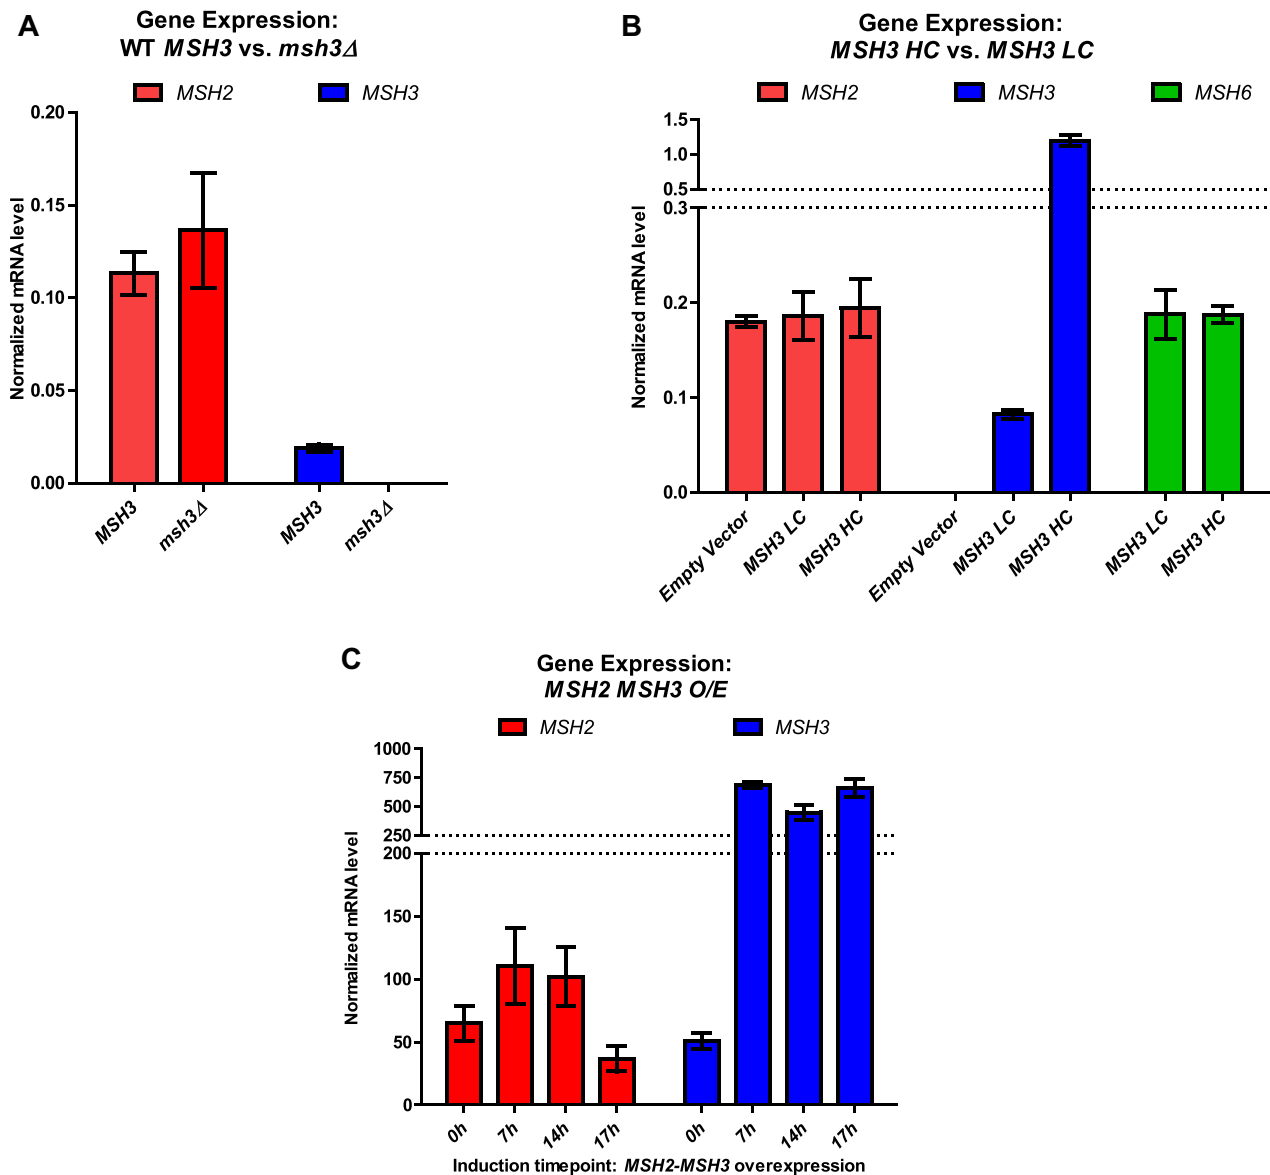 A
Gene Expression:
WT MSH3 vs. msh3Δ
MSH2
MSH3
Normalized mRNA level
0.20
0.15
0.10
0.05
0.00
MSH3
msh3Δ
MSH3
msh3Δ
B
Gene Expression:
MSH3 HC vs. MSH3 LC
MSH2
MSH3
MSH6
Normalized mRNA level
1.5
1.0
0.5
0.3
0.2
0.1
0.0
Empty Vector
MSH3 LC
MSH3 HC
Empty Vector
MSH3 LC
MSH3 HC
MSH3 LC
MSH3 HC
C
Gene Expression:
MSH2 MSH3 O/E
MSH2
MSH3
Normalized mRNA level
1000
750
500
250
200
150
100
50
0
0h
7h
14h
17h
0h
7h
14h
17h
Induction timepoint: MSH2-MSH3 overexpression